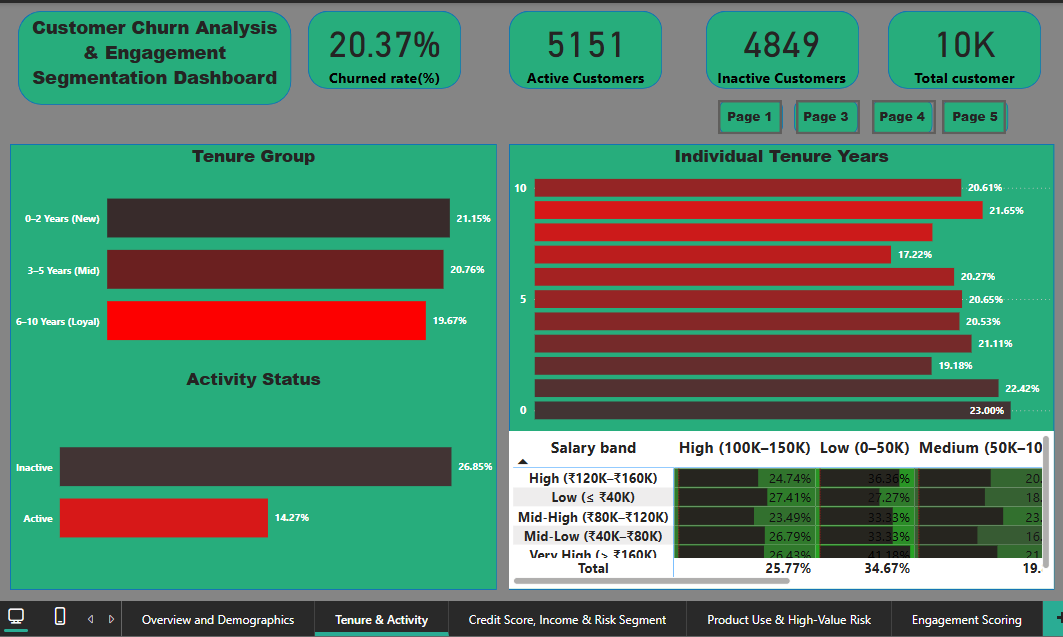 Customer Churn Analysis
& Engagement
Segmentation Dashboard
20.37%
Churned rate(%)
5151
Active Customers
4849
Inactive Customers
10K
Total customer
Page 1
Page 3
Page 4
Page 5
Tenure Group
0–2 Years (New)
21.15%
3–5 Years (Mid)
20.76%
6–10 Years (Loyal)
19.67%
Activity Status
Inactive
26.85%
Active
14.27%
Individual Tenure Years
10
20.61%
21.65%
17.22%
20.27%
5
20.65%
20.53%
21.11%
19.18%
22.42%
0
23.00%
Salary band High (100K–150K) Low (0–50K) Medium (50K–10
High (₹120K–₹160K) 24.74% 36.36% 20.
Low (≤ ₹40K) 27.41% 27.27% 18.
Mid-High (₹80K–₹120K) 23.49% 33.33% 23.
Mid-Low (₹40K–₹80K) 26.79% 33.33% 16.
Very High (> ₹160K) 26.43% 41.18% 21
Total 25.77% 34.67% 19.
Overview and Demographics
Tenure & Activity
Credit Score, Income & Risk Segment
Product Use & High-Value Risk
Engagement Scoring